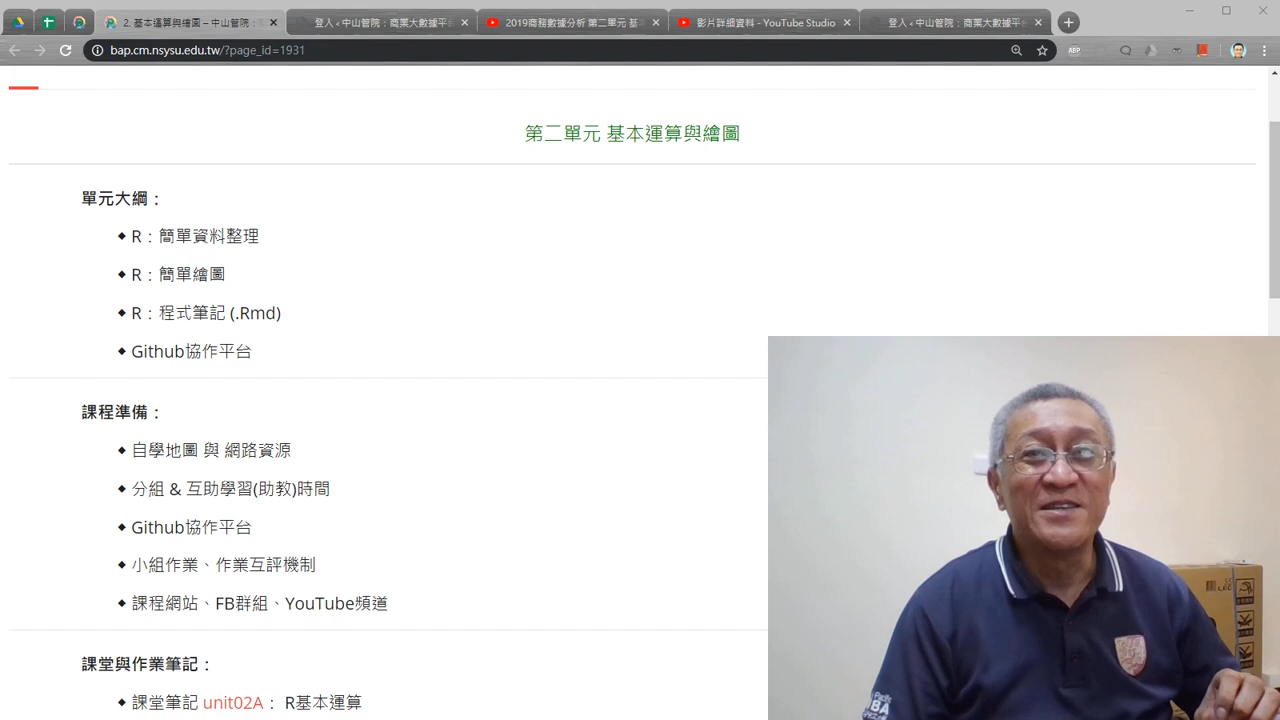 2. 基本運算與繪圖 – 中山管院：
登入 ‹ 中山管院：商業大數據平台
2019商務數據分析 第二單元 基本
影片詳細資料 - YouTube Studio
登入 ‹ 中山管院：商業大數據平台
bap.cm.nsysu.edu.tw/?page_id=1931
ABP
第二單元 基本運算與繪圖
單元大綱：
◆ R：簡單資料整理
◆ R：簡單繪圖
◆ R：程式筆記 (.Rmd)
◆ Github協作平台
課程準備：
◆ 自學地圖 與 網路資源
◆ 分組 & 互助學習(助教)時間
◆ Github協作平台
◆ 小組作業、作業互評機制
◆ 課程網站、FB群組、YouTube頻道
課堂與作業筆記：
◆ 課堂筆記 unit02A： R基本運算